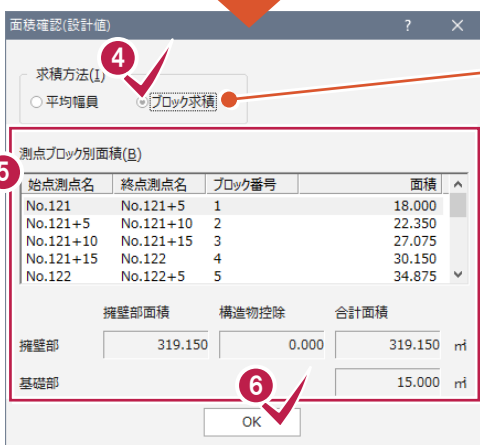 面積確認(設計値) ? ×
4
求積方法(I)
平均幅員 ブロック求積
5
測点ブロック別面積(B)
始点測点名 終点測点名 ブロック番号 面積
No.121 No.121+5 1 18.000
No.121+5 No.121+10 2 22.350
No.121+10 No.121+15 3 27.075
No.121+15 No.122 4 30.150
No.122 No.122+5 5 34.875
擁壁部面積 構造物控除 合計面積
擁壁部 319.150 0.000 319.150 ㎡
基礎部 15.000 ㎡
6
OK